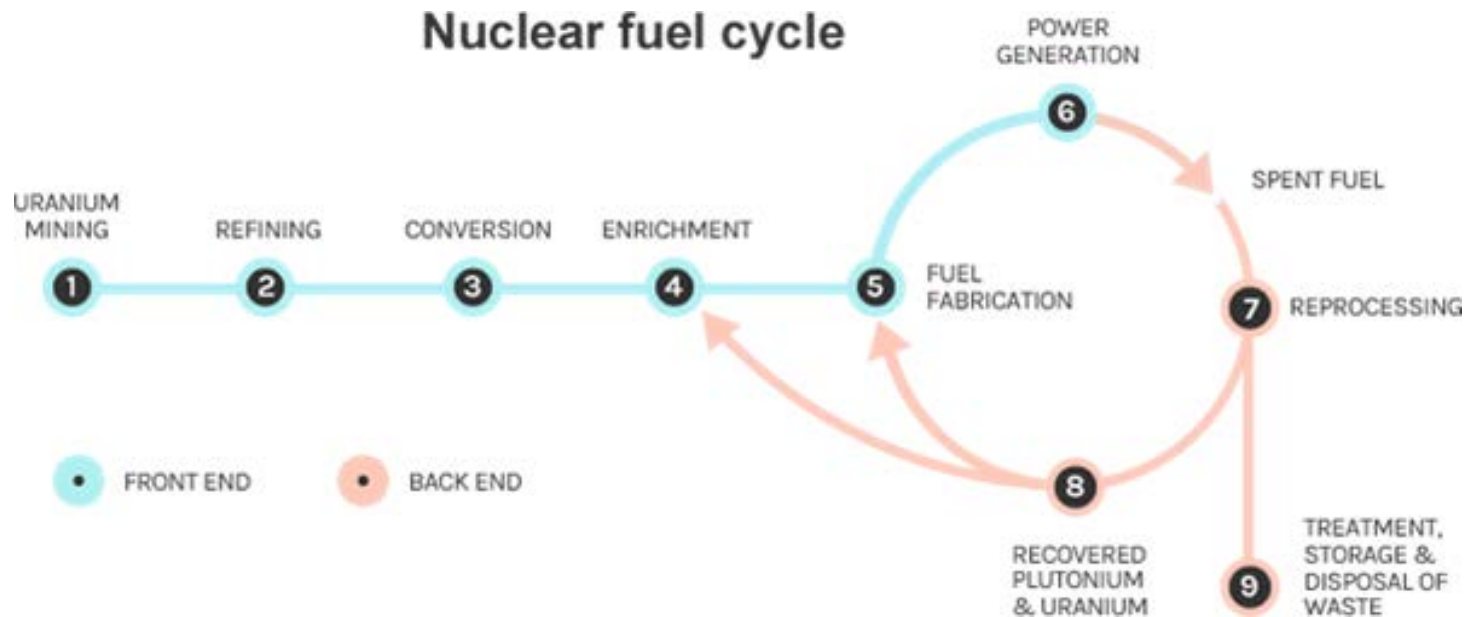 Nuclear fuel cycle
POWER
GENERATION
6
SPENT FUEL
URANIUM
MINING
REFINING
CONVERSION
ENRICHMENT
1
2
3
4
5
FUEL
FABRICATION
7
REPROCESSING
FRONT END
BACK END
8
RECOVERED
PLUTONIUM
& URANIUM
9
TREATMENT,
STORAGE &
DISPOSAL OF
WASTE